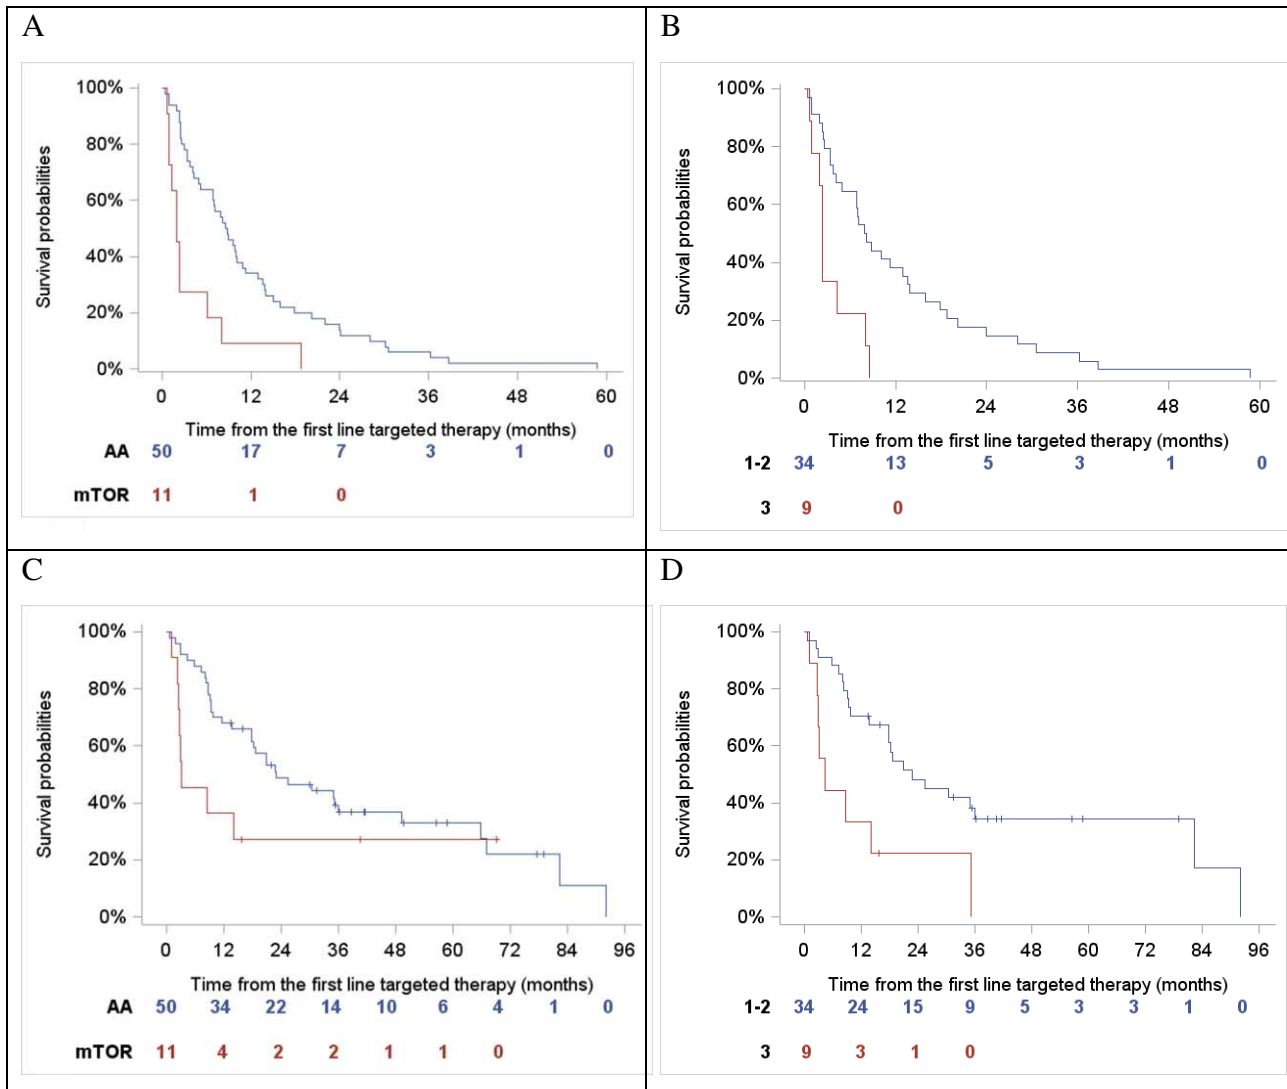 A
100%
80%
60%
40%
20%
0%
Survival probabilities
0 12 24 36 48 60
Time from the first line targeted therapy (months)
AA 50 17 7 3 1 0
mTOR 11 1 0
B
100%
80%
60%
40%
20%
0%
Survival probabilities
0 12 24 36 48 60
Time from the first line targeted therapy (months)
1-2 34 13 5 3 1 0
3 9 0
C
100%
80%
60%
40%
20%
0%
Survival probabilities
0 12 24 36 48 60 72 84 96
Time from the first line targeted therapy (months)
AA 50 34 22 14 10 6 4 1 0
mTOR 11 4 2 2 1 1 0
D
100%
80%
60%
40%
20%
0%
Survival probabilities
0 12 24 36 48 60 72 84 96
Time from the first line targeted therapy (months)
1-2 34 24 15 9 5 3 3 1 0
3 9 3 1 0